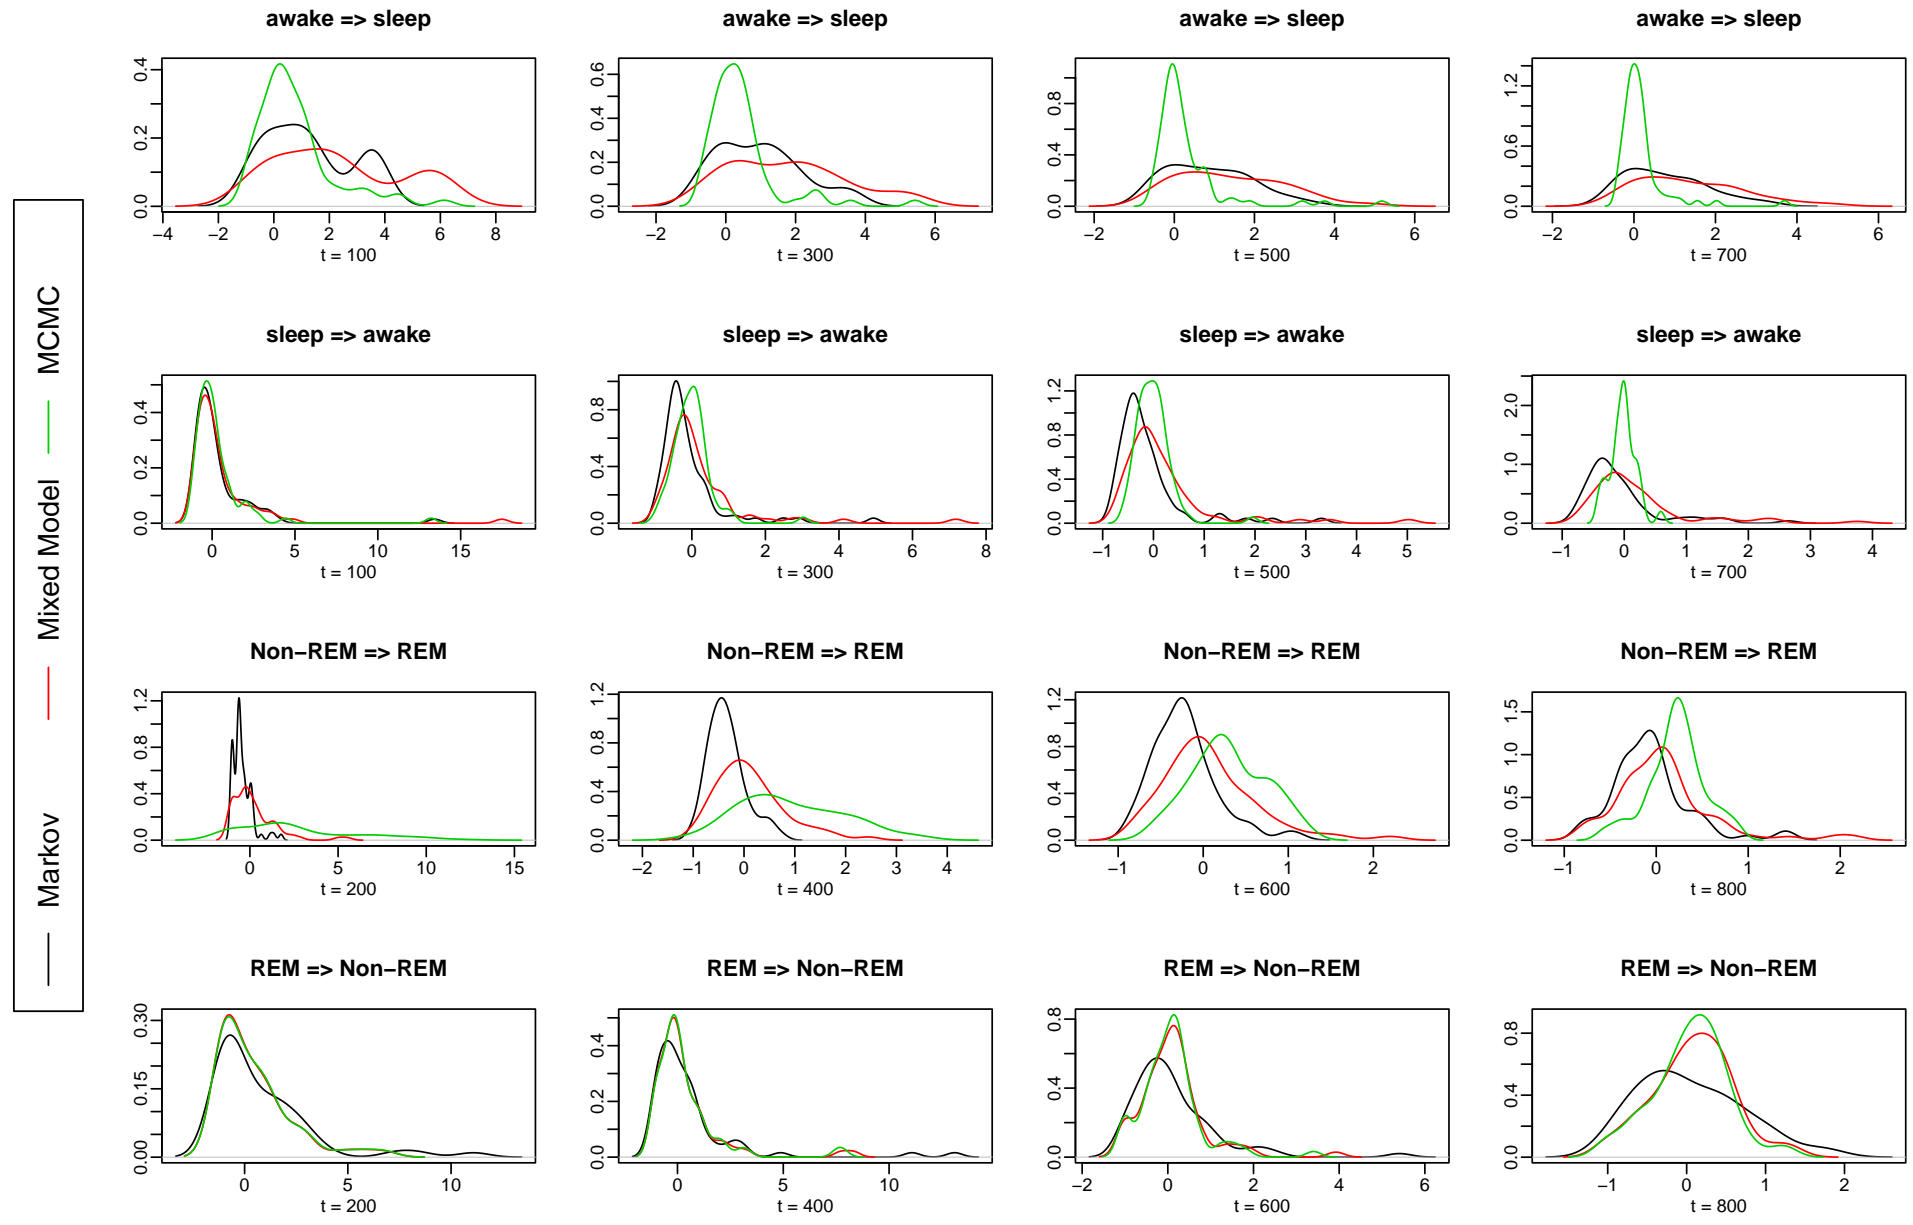 awake => sleep
awake => sleep
awake => sleep
awake => sleep
0.0 0.2 0.4
−4 −2 0 2 4 6 8
t = 100
0.0 0.2 0.4 0.6
−2 0 2 4 6
t = 300
0.0 0.4 0.8
−2 0 2 4 6
t = 500
0.0 0.6 1.2
−2 0 2 4 6
t = 700
Markov Mixed Model MCMC
sleep => awake
sleep => awake
sleep => awake
sleep => awake
0.0 0.2 0.4
0 5 10 15
t = 100
0.0 0.4 0.8
0 2 4 6 8
t = 300
0.0 0.4 0.8 1.2
−1 0 1 2 3 4 5
t = 500
0.0 1.0 2.0
−1 0 1 2 3 4
t = 700
Non−REM => REM
Non−REM => REM
Non−REM => REM
Non−REM => REM
0.0 0.4 0.8 1.2
0 5 10 15
t = 200
0.0 0.4 0.8 1.2
−2 −1 0 1 2 3 4
t = 400
0.0 0.4 0.8 1.2
−1 0 1 2
t = 600
0.0 0.5 1.0 1.5
−1 0 1 2
t = 800
REM => Non−REM
REM => Non−REM
REM => Non−REM
REM => Non−REM
0.00 0.15 0.30
0 5 10
t = 200
0.0 0.2 0.4
0 5 10
t = 400
0.0 0.4 0.8
−2 0 2 4 6
t = 600
0.0 0.4 0.8
−1 0 1 2
t = 800